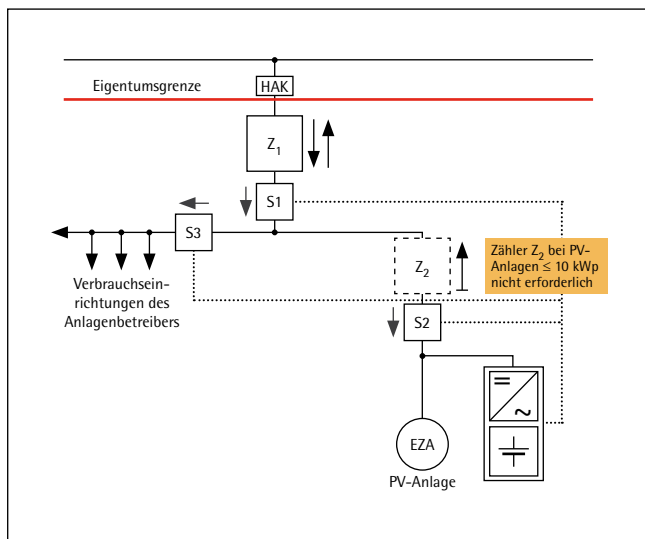 Eigentumsgrenze
HAK
Z1
S1
S3
Z2
Zähler Z2 bei PV-
Anlagen ≤ 10 kWp
nicht erforderlich
Verbrauchsein-
richtungen des
Anlagenbetreibers
S2
EZA
PV-Anlage